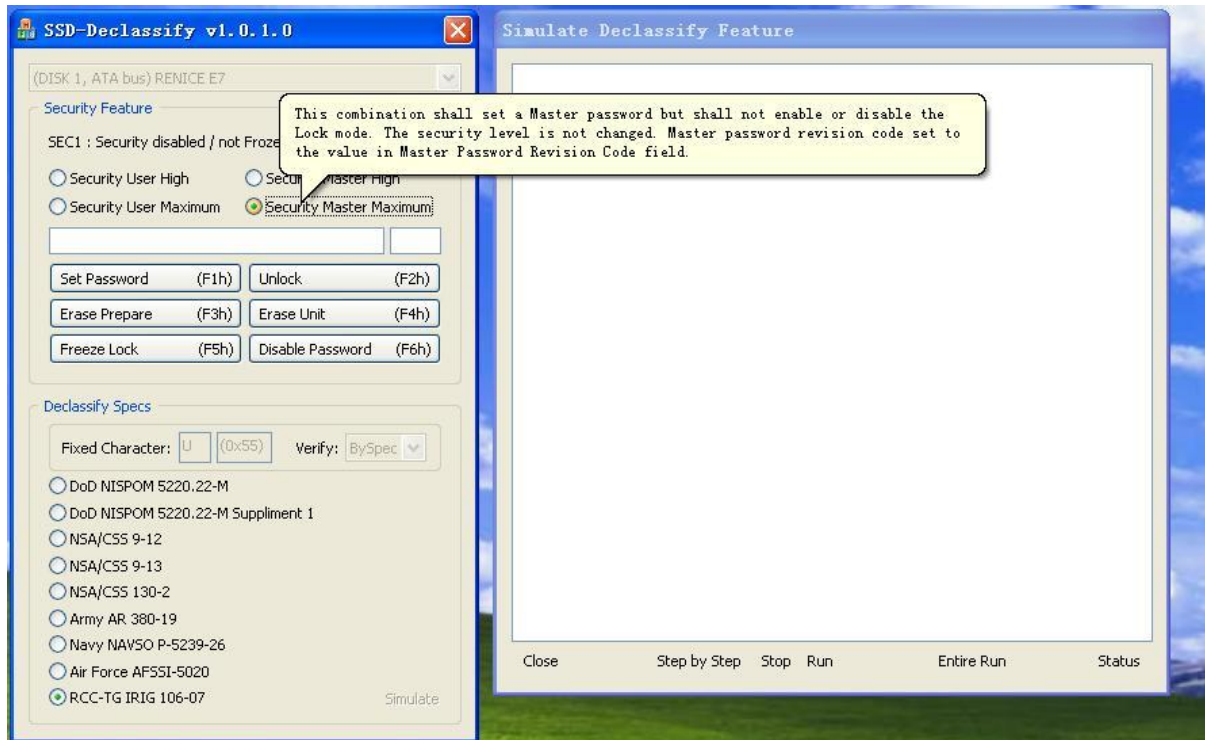 SSD-Declassify v1.0.1.0
(DISK 1, ATA bus) RENICE E7
Security Feature
SEC1 : Security disabled / not Froze
Security User High
Security User Maximum
Security Master Maximum
Set Password (F1h)
Unlock (F2h)
Erase Prepare (F3h)
Erase Unit (F4h)
Freeze Lock (F5h)
Disable Password (F6h)
Declassify Specs
Fixed Character: U (0x55) Verify: BySpec
DoD NISPOM 5220.22-M
DoD NISPOM 5220.22-M Suppliment 1
NSA/CSS 9-12
NSA/CSS 9-13
NSA/CSS 130-2
Army AR 380-19
Navy NAVSO P-5239-26
Air Force AFSSI-5020
RCC-TG IRIG 106-07
Simulate
This combination shall set a Master password but shall not enable or disable the
Lock mode. The security level is not changed. Master password revision code set to
the value in Master Password Revision Code field.
Simulate Declassify Feature
Close Step by Step Stop Run Entire Run Status